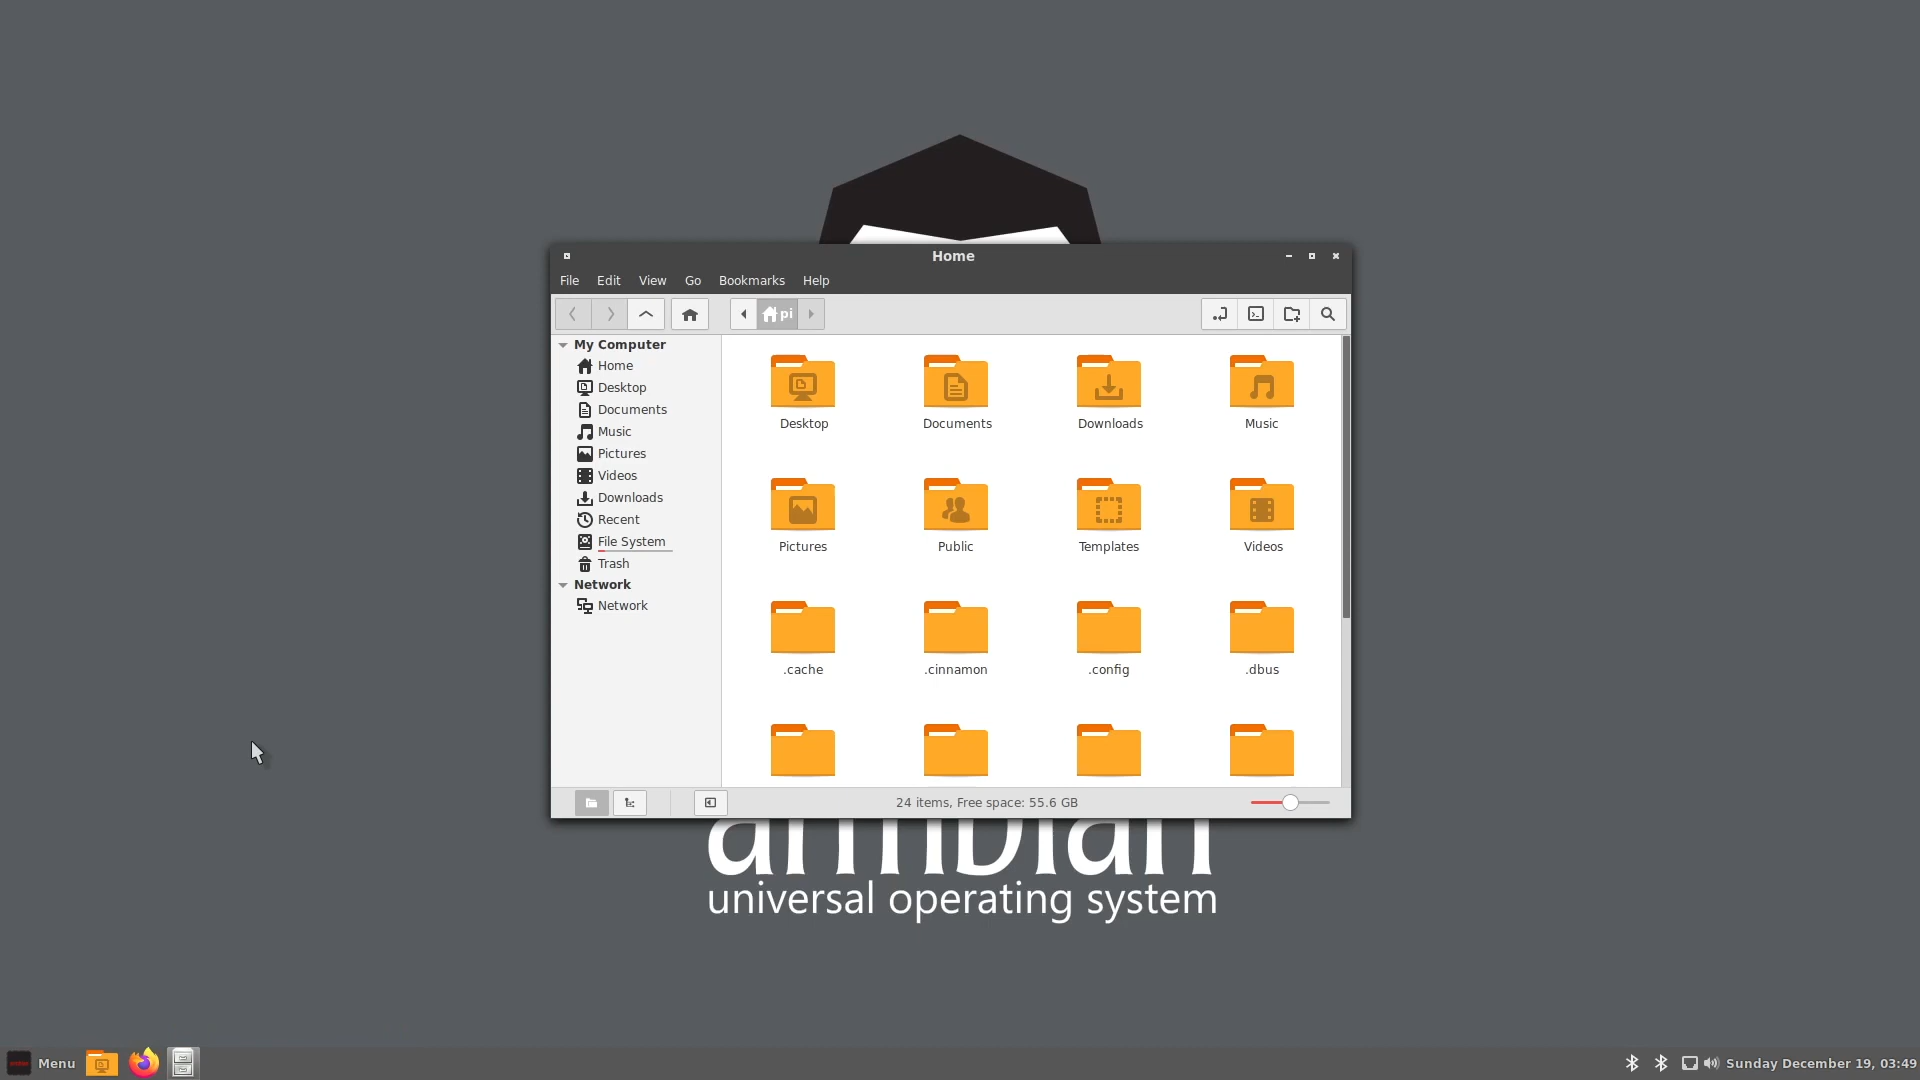 Home
File Edit View Go Bookmarks Help
pi
My Computer
Home
Desktop
Documents
Music
Pictures
Videos
Downloads
Recent
File System
Trash
Network
Network
Desktop Documents Downloads Music
Pictures Public Templates Videos
.cache .cinnamon .config .dbus
24 items, Free space: 55.6 GB
armbian
universal operating system
Menu
Sunday December 19, 03:49